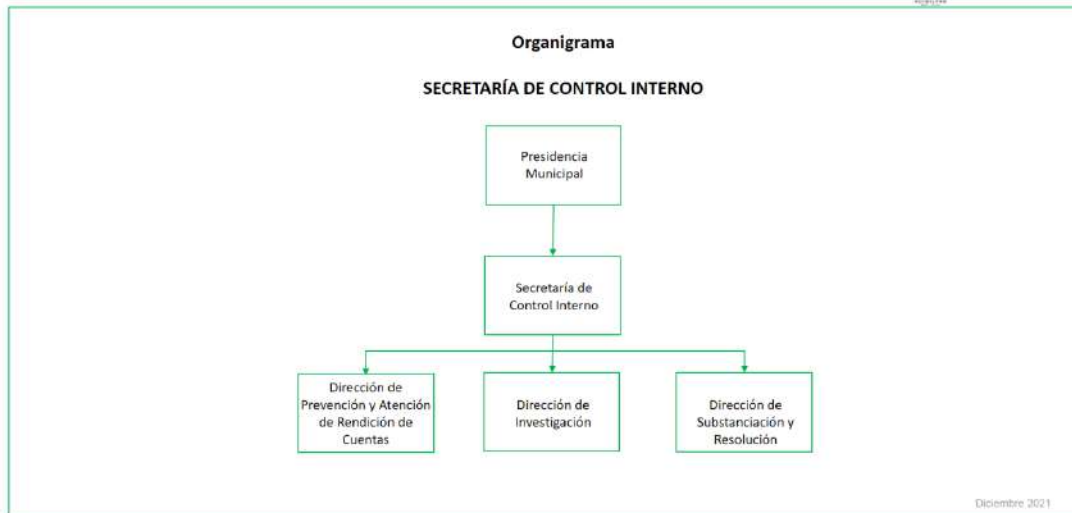 Organigrama
SECRETARÍA DE CONTROL INTERNO
Presidencia
Municipal
Secretaría de
Control Interno
Dirección de
Prevención y Atención
de Rendición de
Cuentas
Dirección de
Investigación
Dirección de
Substanciación y
Resolución
Diciembre 2021